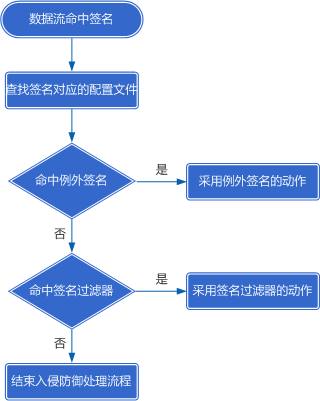 数据流命中签名
查找签名对应的配置文件
命中例外签名
是
采用例外签名的动作
否
命中签名过滤器
是
采用签名过滤器的动作
否
结束入侵防御处理流程